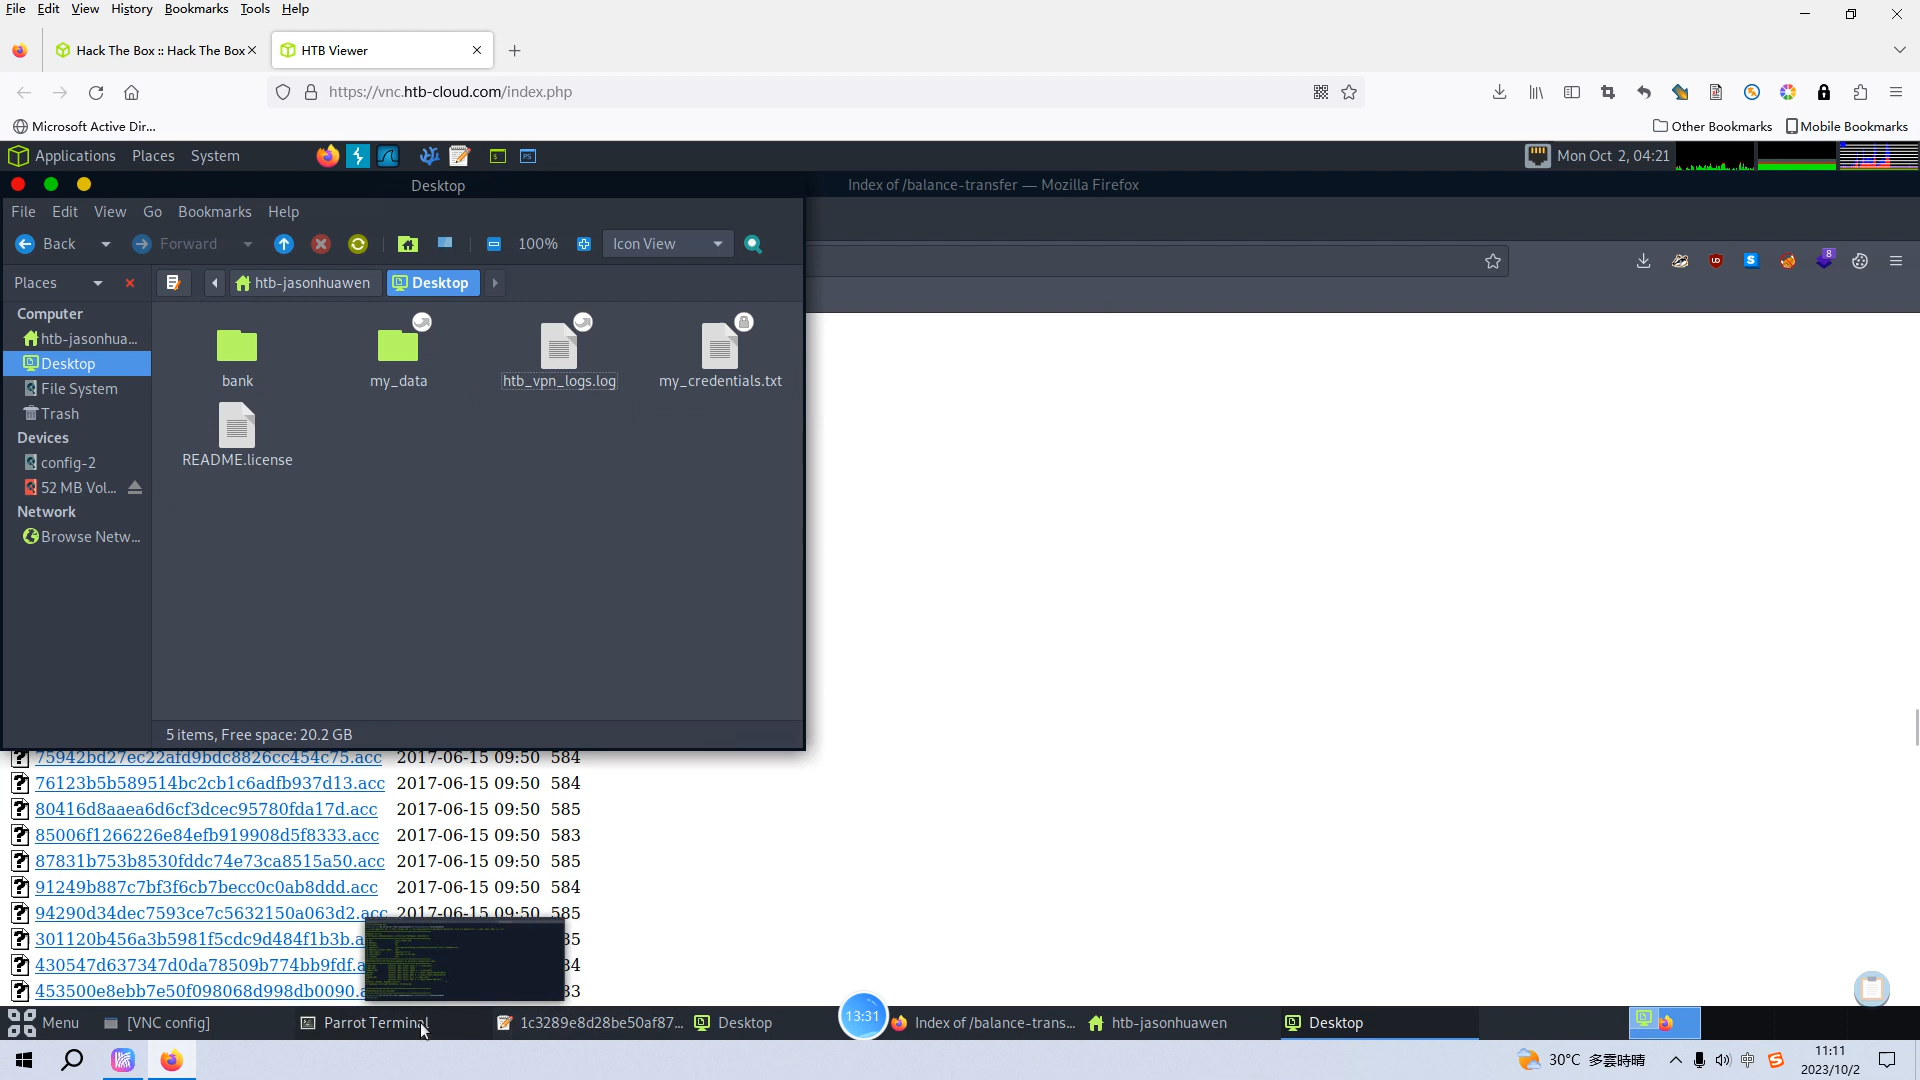 File Edit View History Bookmarks Tools Help
Hack The Box :: Hack The Box
HTB Viewer
https://vnc.htb-cloud.com/index.php
Microsoft Active Dir...
Other Bookmarks
Mobile Bookmarks
Applications Places System
Mon Oct 2, 04:21
Desktop
Index of /balance-transfer — Mozilla Firefox
File Edit View Go Bookmarks Help
Back
Forward
100%
Icon View
8
Places
htb-jasonhuawen
Desktop
Computer
htb-jasonhua...
Desktop
File System
Trash
Devices
config-2
52 MB Vol...
Network
Browse Netw...
bank
my_data
htb_vpn_logs.log
my_credentials.txt
README.license
5 items, Free space: 20.2 GB
75942bd27ec22afd9bdc8826cc454c75.acc 2017-06-15 09:50 584
76123b5b589514bc2cb1c6adfb937d13.acc 2017-06-15 09:50 584
80416d8aaea6d6cf3dcec95780fda17d.acc 2017-06-15 09:50 585
85006f1266226e84efb919908d5f8333.acc 2017-06-15 09:50 583
87831b753b8530fddc74e73ca8515a50.acc 2017-06-15 09:50 585
91249b887c7bf3f6cb7becc0c0ab8ddd.acc 2017-06-15 09:50 584
94290d34dec7593ce7c5632150a063d2.acc 2017-06-15 09:50 585
301120b456a3b5981f5cdc9d484f1b3b.a 35
430547d637347d0da78509b774bb9fdf.a 34
453500e8ebb7e50f098068d998db0090.a 33
Menu
[VNC config]
Parrot Terminal
1c3289e8d28be50af87...
Desktop
13:31
Index of /balance-trans...
htb-jasonhuawen
Desktop
30°C 多雲時晴
中
11:11
2023/10/2